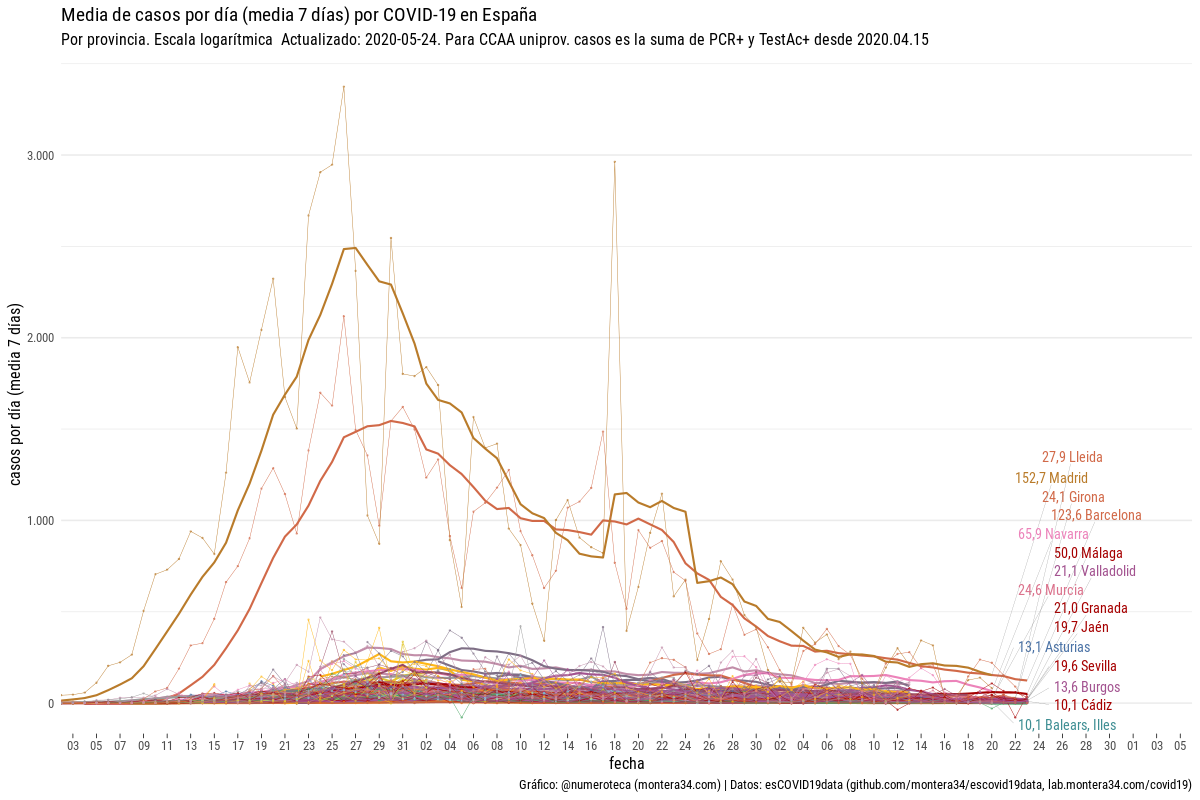 Media de casos por día (media 7 días) por COVID-19 en España
Por provincia. Escala logarítmica  Actualizado: 2020-05-24. Para CCAA uniprov. casos es la suma de PCR+ y TestAc+ desde 2020.04.15
casos por día (media 7 días)
3.000
2.000
1.000
0
27,9 Lleida
152,7 Madrid
24,1 Girona
123,6 Barcelona
65,9 Navarra
50,0 Málaga
21,1 Valladolid
24,6 Murcia
21,0 Granada
19,7 Jaén
13,1 Asturias
19,6 Sevilla
13,6 Burgos
10,1 Cádiz
10,1 Balears, Illes
03 05 07 09 11 13 15 17 19 21 23 25 27 29 31 02 04 06 08 10 12 14 16 18 20 22 24 26 28 30 02 04 06 08 10 12 14 16 18 20 22 24 26 28 30 01 03 05
fecha
Gráfico: @numeroteca (montera34.com) | Datos: esCOVID19data (github.com/montera34/escovid19data, lab.montera34.com/covid19)